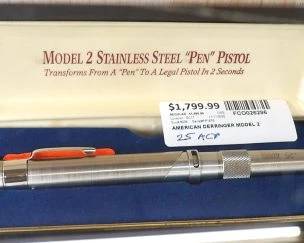 MODEL 2 STAINLESS STEEL "PEN" PISTOL
Transforms From A "Pen" To A Legal Pistol In 2 Seconds
$1,799.99
FCO026296
AMERICAN DERRINGER MODEL 2
25 ACP